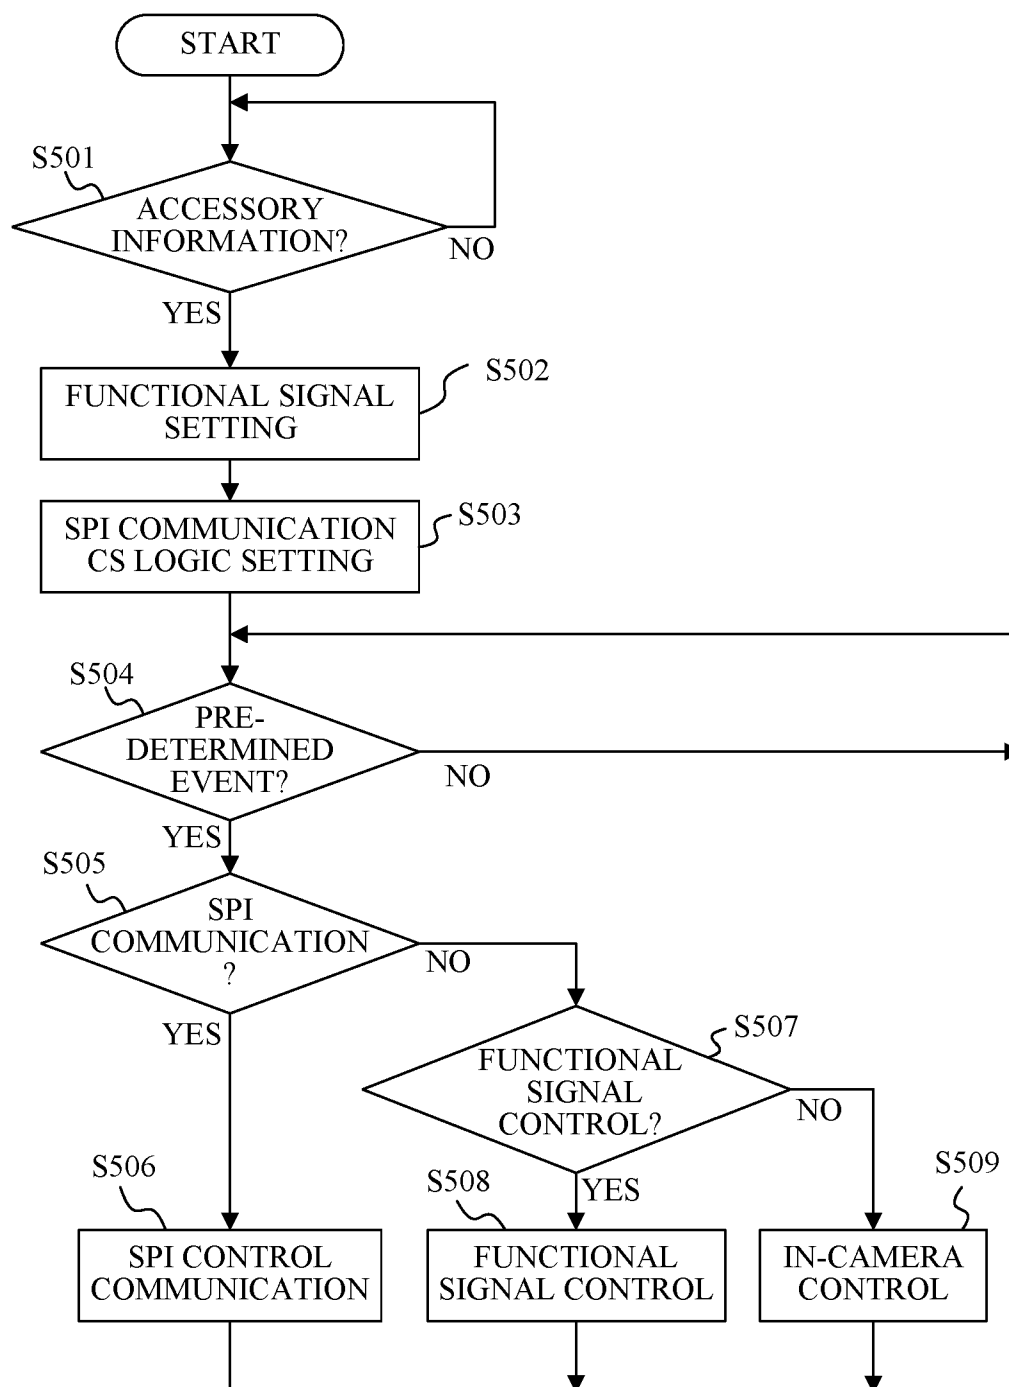 START
S501
ACCESSORY
INFORMATION?
NO
YES
S502
FUNCTIONAL SIGNAL
SETTING
S503
SPI COMMUNICATION
CS LOGIC SETTING
S504
PRE-
DETERMINED
EVENT?
NO
YES
S505
SPI
COMMUNICATION
?
NO
YES
S507
FUNCTIONAL
SIGNAL
CONTROL?
NO
YES
S506
SPI CONTROL
COMMUNICATION
S508
FUNCTIONAL
SIGNAL CONTROL
S509
IN-CAMERA
CONTROL